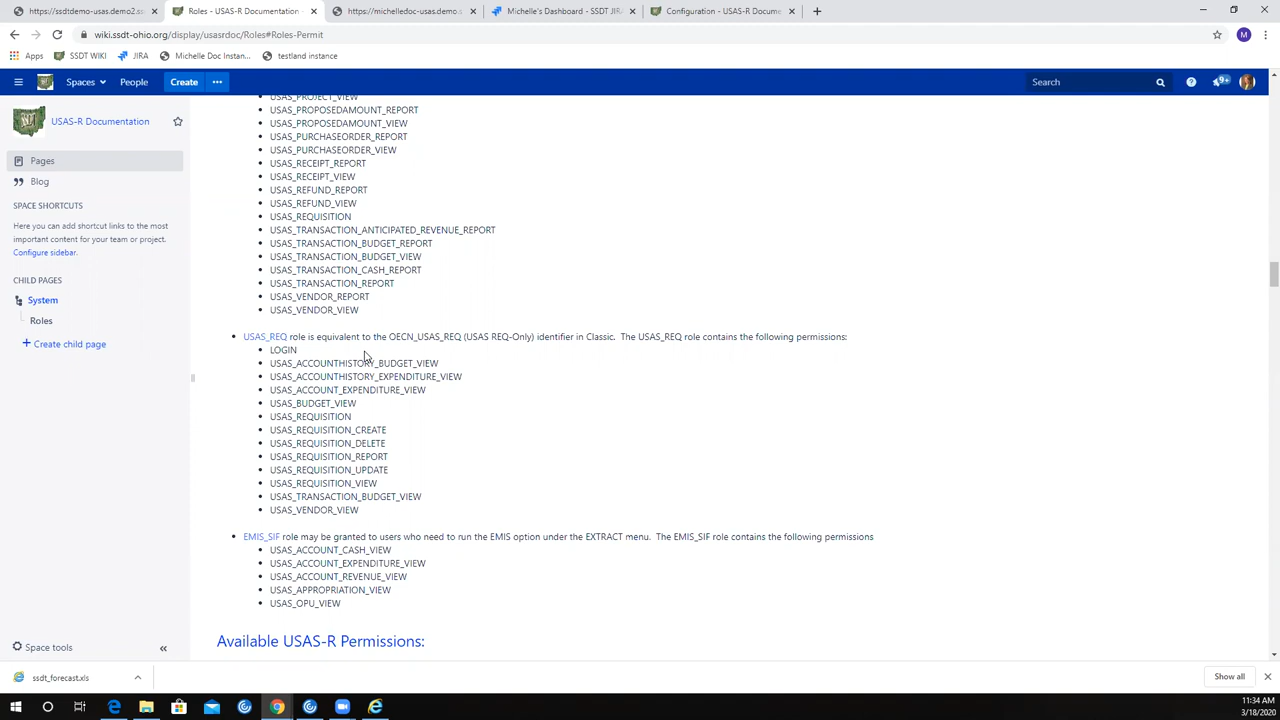 https://ssdtdemo-usas.demo2.ss
Roles - USAS-R Documentation -
https://michelledoc-usas.demo.s
Michelle's Dashboard - SSDT JIRA
Configuration - USAS-R Docume
wiki.ssdt-ohio.org/display/usasrdoc/Roles#Roles-Permit
M
Apps
SSDT WIKI
JIRA
Michelle Doc Instan...
testland instance
Spaces
People
Create
Search
9+
USAS-R Documentation
Pages
Blog
SPACE SHORTCUTS
Here you can add shortcut links to the most
important content for your team or project.
Configure sidebar.
CHILD PAGES
System
Roles
Create child page
Space tools
USAS_PROJECT_VIEW
USAS_PROPOSEDAMOUNT_REPORT
USAS_PROPOSEDAMOUNT_VIEW
USAS_PURCHASEORDER_REPORT
USAS_PURCHASEORDER_VIEW
USAS_RECEIPT_REPORT
USAS_RECEIPT_VIEW
USAS_REFUND_REPORT
USAS_REFUND_VIEW
USAS_REQUISITION
USAS_TRANSACTION_ANTICIPATED_REVENUE_REPORT
USAS_TRANSACTION_BUDGET_REPORT
USAS_TRANSACTION_BUDGET_VIEW
USAS_TRANSACTION_CASH_REPORT
USAS_TRANSACTION_REPORT
USAS_VENDOR_REPORT
USAS_VENDOR_VIEW
USAS_REQ role is equivalent to the OECN_USAS_REQ (USAS REQ-Only) identifier in Classic. The USAS_REQ role contains the following permissions:
LOGIN
USAS_ACCOUNTHISTORY_BUDGET_VIEW
USAS_ACCOUNTHISTORY_EXPENDITURE_VIEW
USAS_ACCOUNT_EXPENDITURE_VIEW
USAS_BUDGET_VIEW
USAS_REQUISITION
USAS_REQUISITION_CREATE
USAS_REQUISITION_DELETE
USAS_REQUISITION_REPORT
USAS_REQUISITION_UPDATE
USAS_REQUISITION_VIEW
USAS_TRANSACTION_BUDGET_VIEW
USAS_VENDOR_VIEW
EMIS_SIF role may be granted to users who need to run the EMIS option under the EXTRACT menu. The EMIS_SIF role contains the following permissions
USAS_ACCOUNT_CASH_VIEW
USAS_ACCOUNT_EXPENDITURE_VIEW
USAS_ACCOUNT_REVENUE_VIEW
USAS_APPROPRIATION_VIEW
USAS_OPU_VIEW
Available USAS-R Permissions:
ssdt_forecast.xls
Show all
11:34 AM
3/18/2020